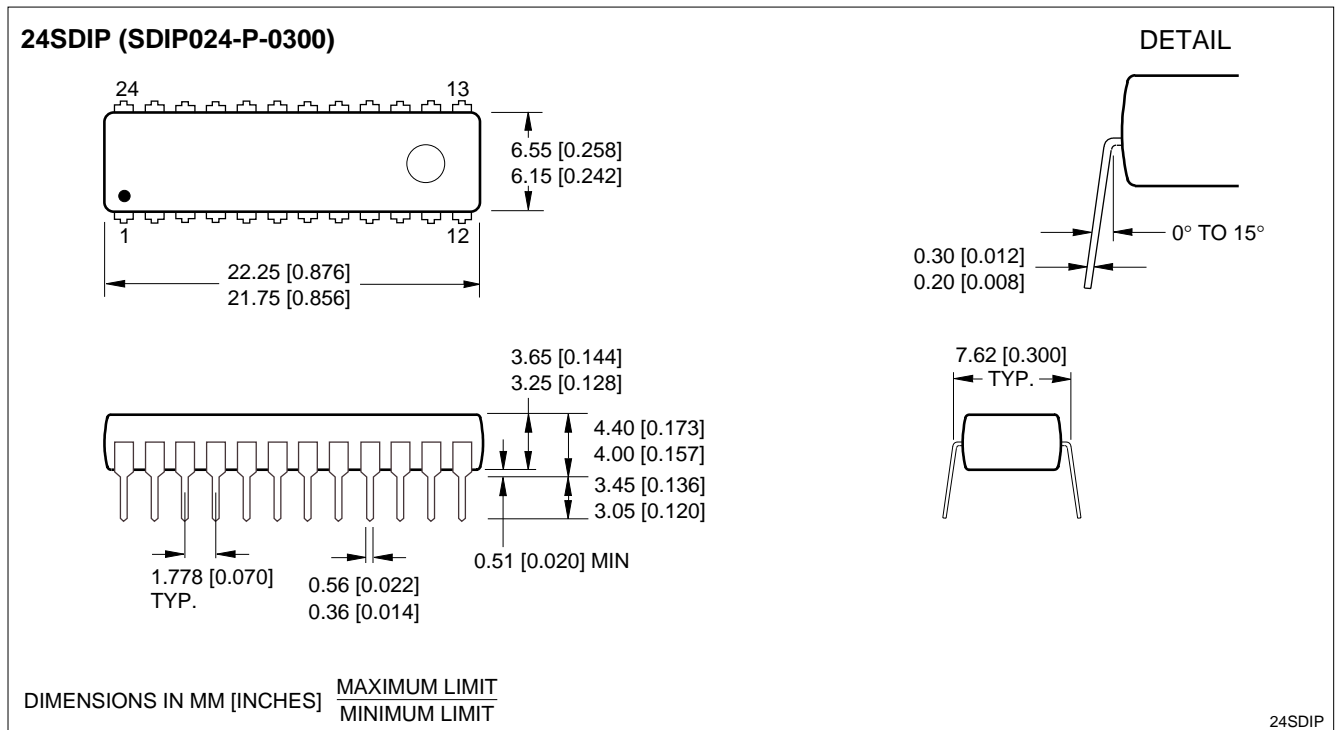 24SDIP (SDIP024-P-0300)
DETAIL
24
13
6.55 [0.258]
6.15 [0.242]
1
12
22.25 [0.876]
21.75 [0.856]
0° TO 15°
0.30 [0.012]
0.20 [0.008]
3.65 [0.144]
3.25 [0.128]
4.40 [0.173]
4.00 [0.157]
3.45 [0.136]
3.05 [0.120]
0.51 [0.020] MIN
1.778 [0.070]
TYP.
0.56 [0.022]
0.36 [0.014]
7.62 [0.300]
TYP.
DIMENSIONS IN MM [INCHES]
MAXIMUM LIMIT
MINIMUM LIMIT
24SDIP